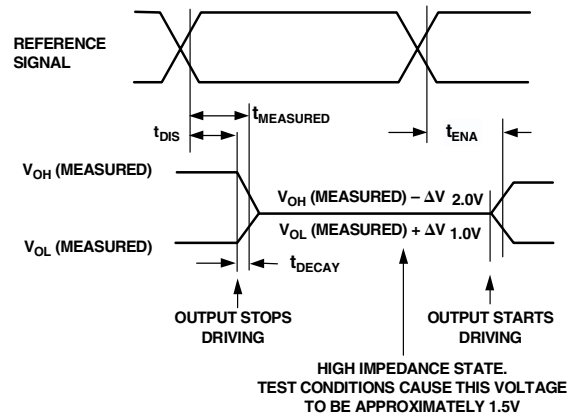 REFERENCE
SIGNAL
tMEASURED
tDIS
tENA
VOH (MEASURED)
VOH (MEASURED) – ΔV 2.0V
VOL (MEASURED) + ΔV 1.0V
VOL (MEASURED)
tDECAY
OUTPUT STOPS
DRIVING
OUTPUT STARTS
DRIVING
HIGH IMPEDANCE STATE.
TEST CONDITIONS CAUSE THIS VOLTAGE
TO BE APPROXIMATELY 1.5V